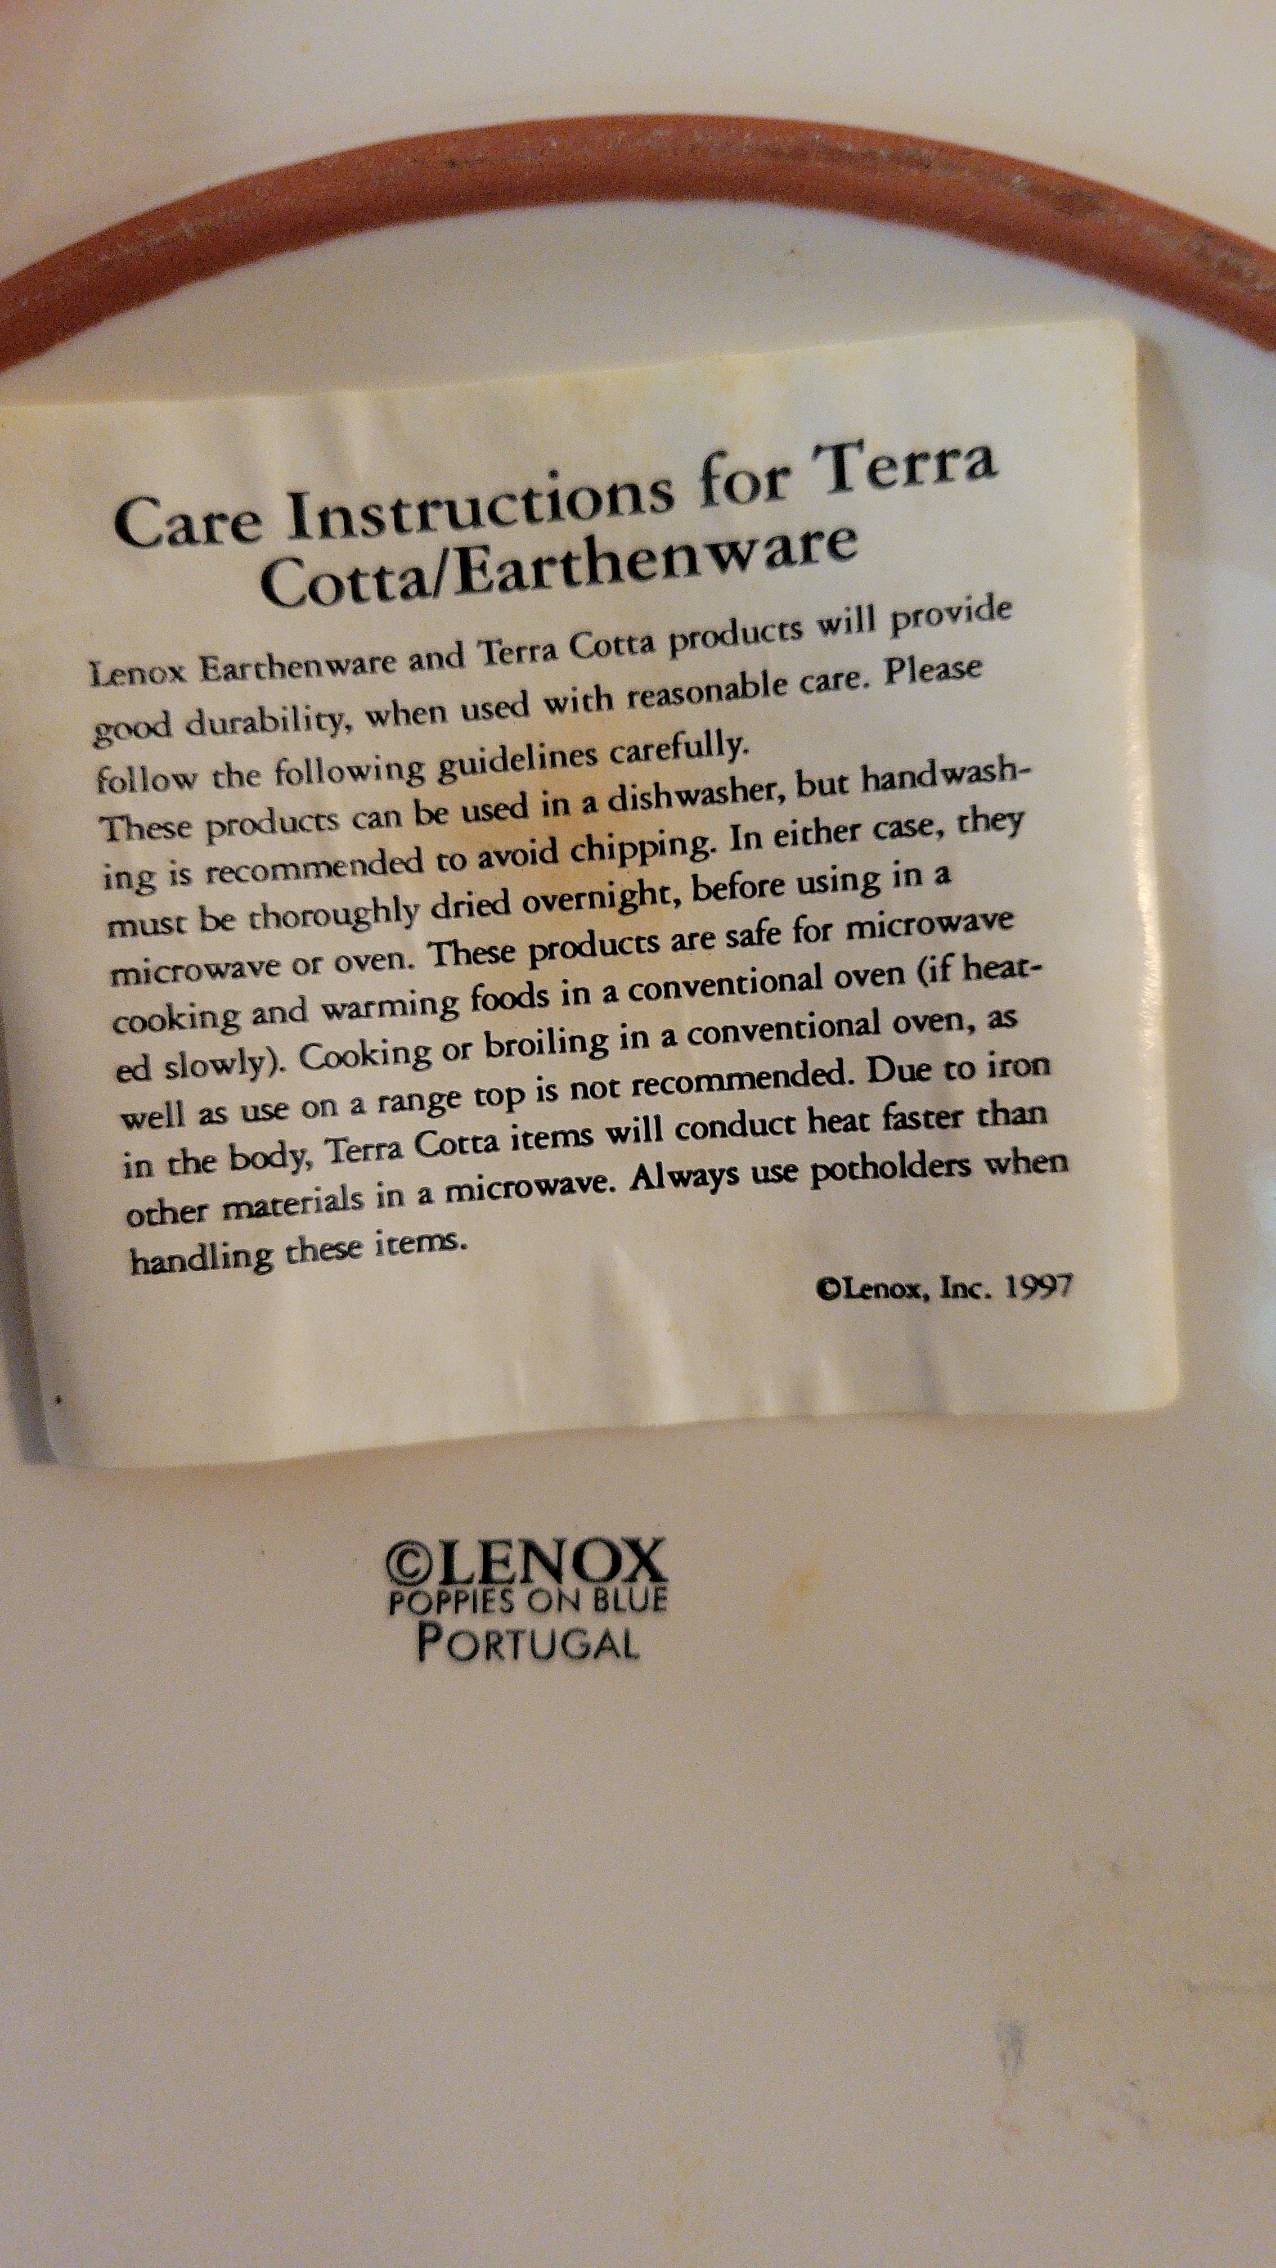 Care Instructions for Terra
Cotta/Earthenware
Lenox Earthenware and Terra Cotta products will provide
good durability, when used with reasonable care. Please
follow the following guidelines carefully.
These products can be used in a dishwasher, but handwash-
ing is recommended to avoid chipping. In either case, they
must be thoroughly dried overnight, before using in a
microwave or oven. These products are safe for microwave
cooking and warming foods in a conventional oven (if heat-
ed slowly). Cooking or broiling in a conventional oven, as
well as use on a range top is not recommended. Due to iron
in the body, Terra Cotta items will conduct heat faster than
other materials in a microwave. Always use potholders when
handling these items.
©Lenox, Inc. 1997
©LENOX
POPPIES ON BLUE
PORTUGAL